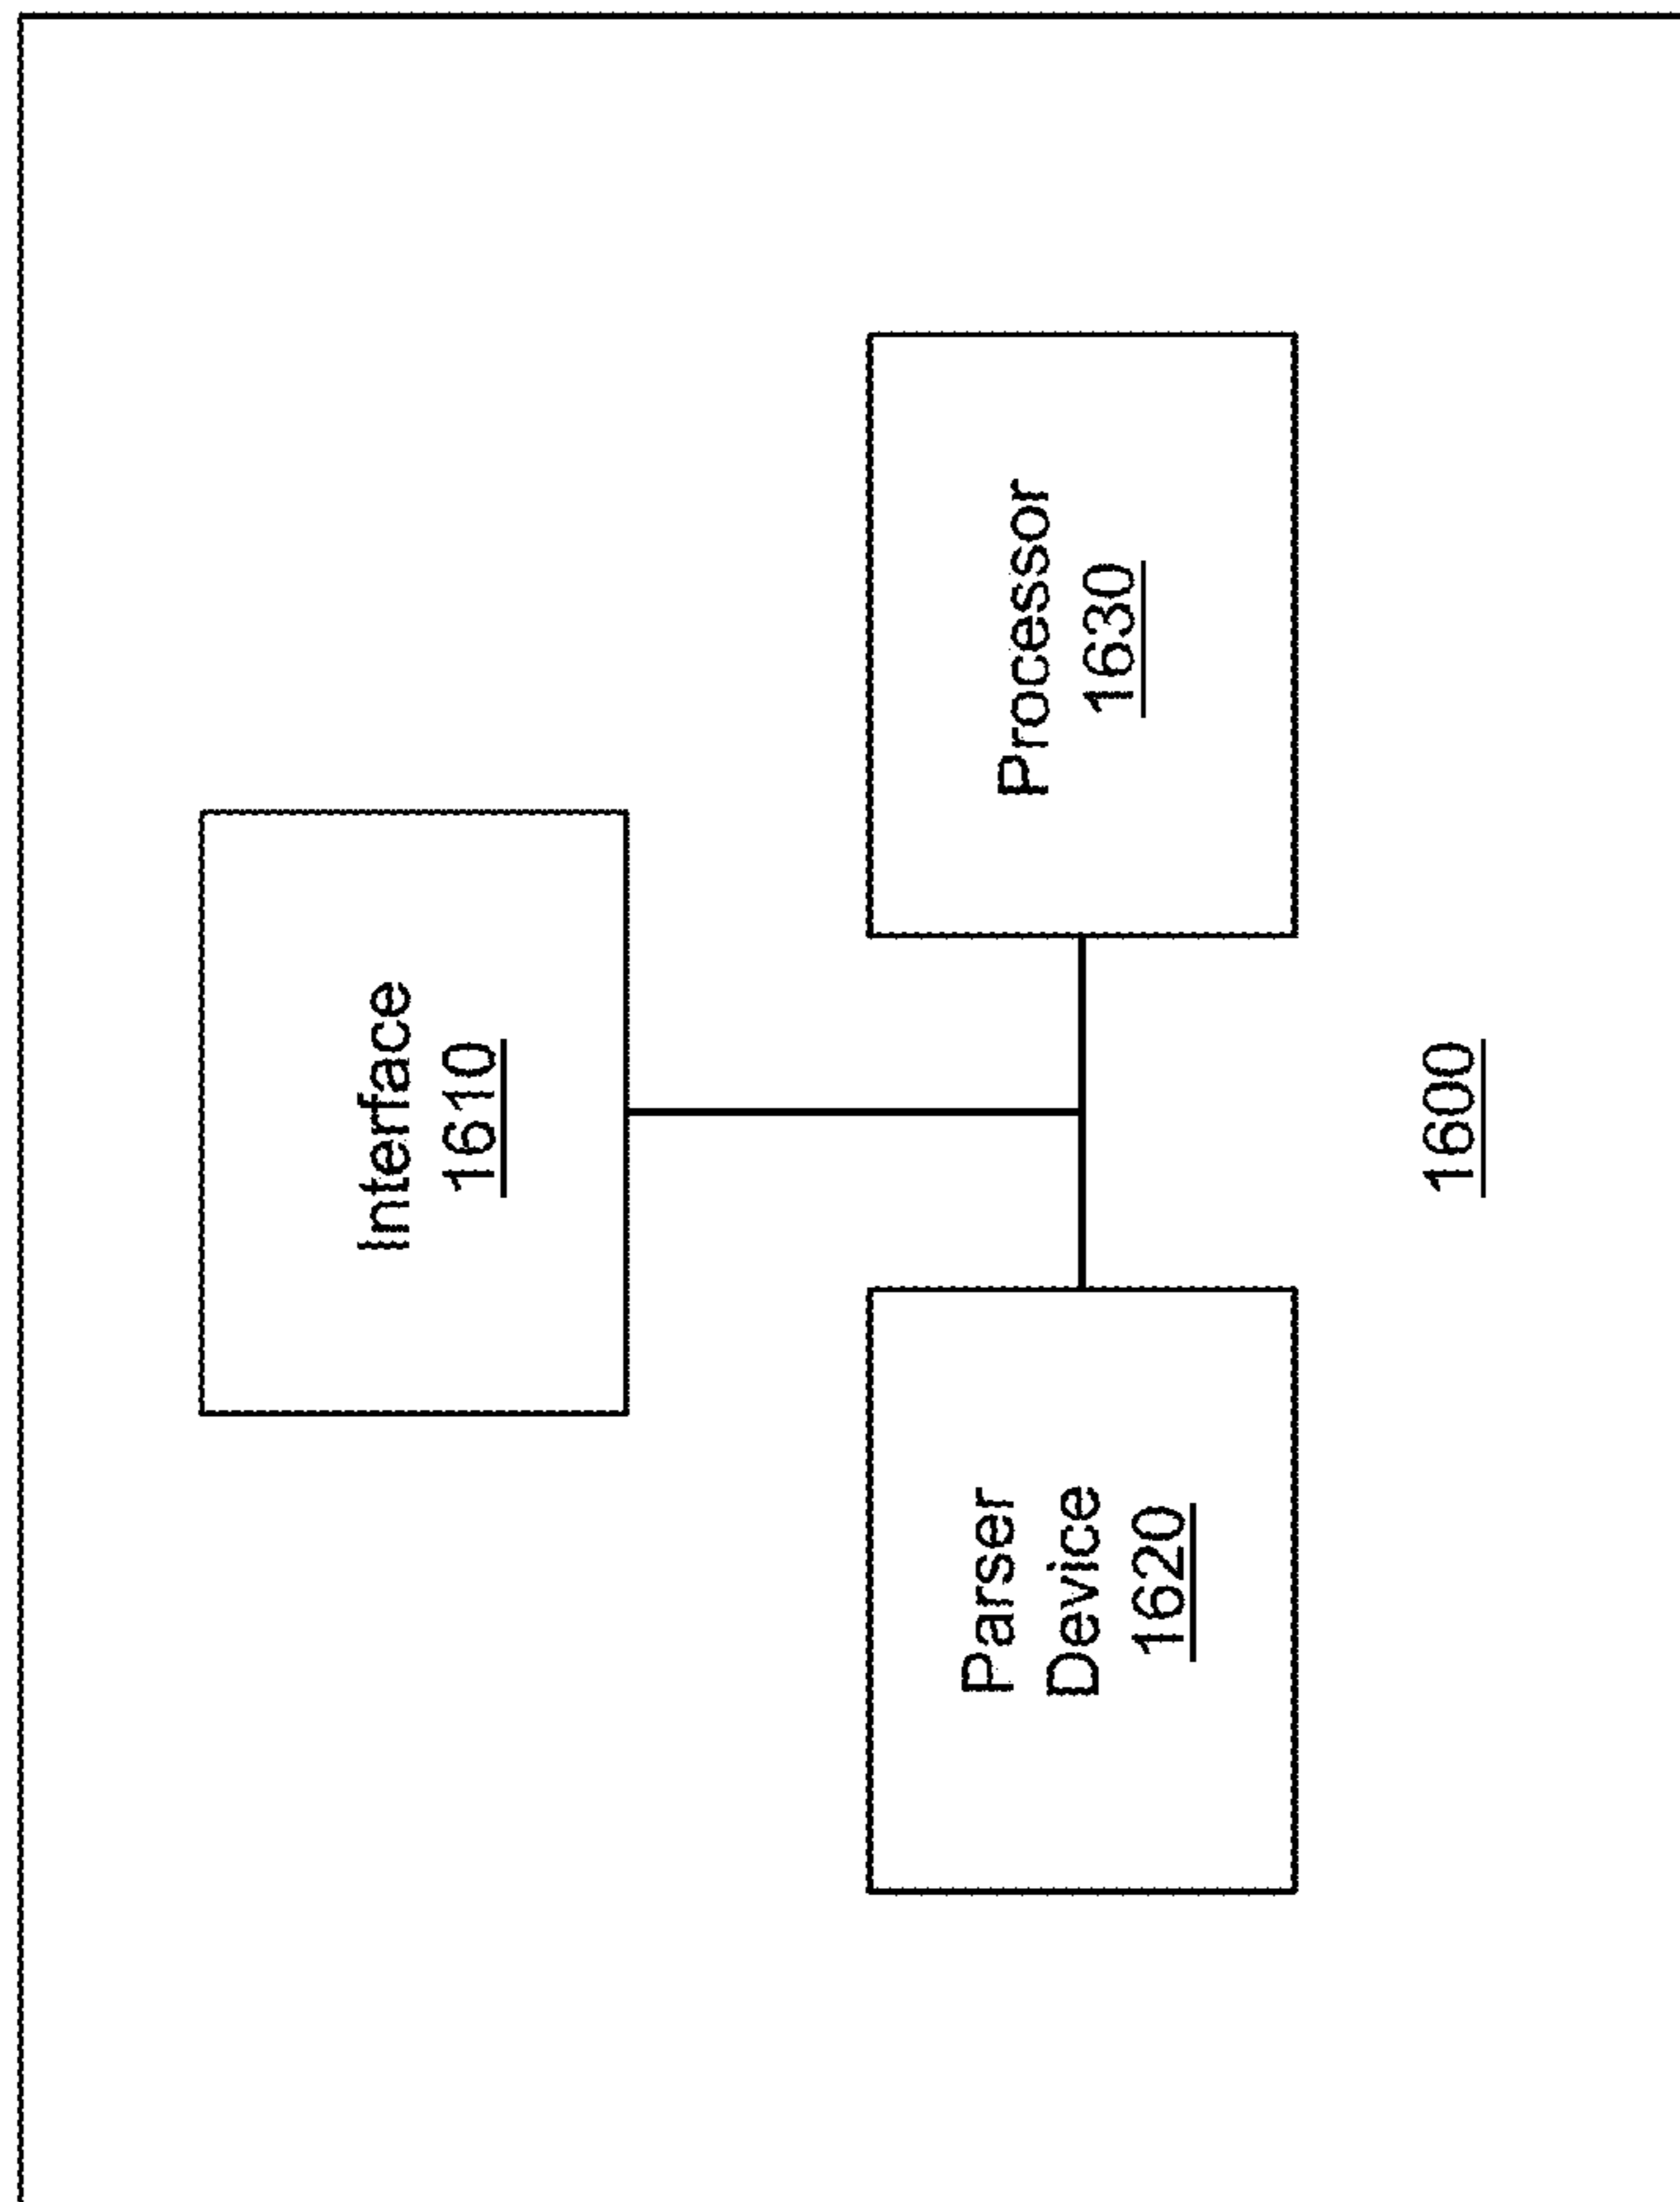 Interface
1610
Parser
Device
1620
Processor
1630
1600